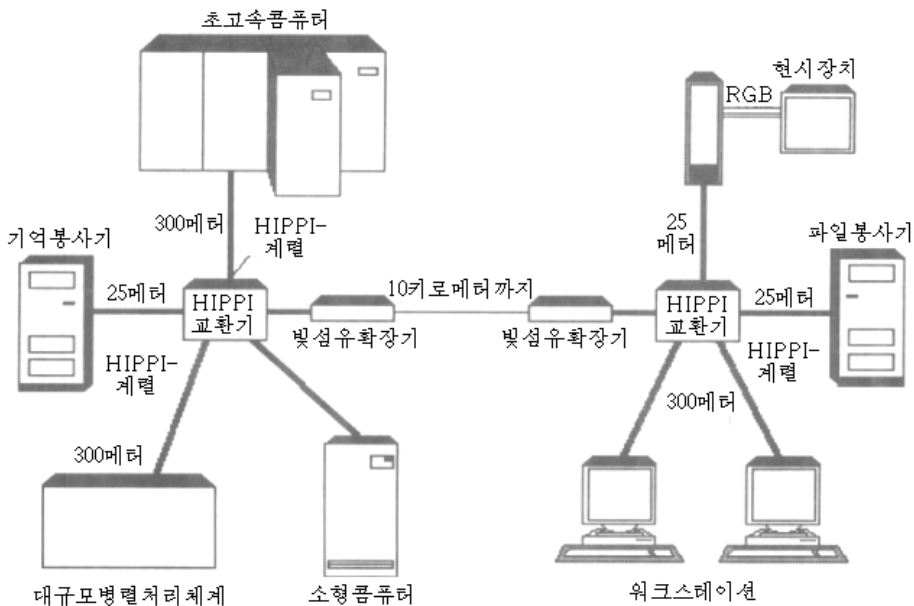 초고속콤퓨터
현시장치
RGB
300메터
HIPPI-
계렬
25
메터
기억봉사기
파일봉사기
25메터
HIPPI
교환기
10키로메터까지
HIPPI
교환기
25메터
빛섬유확장기
빛섬유확장기
HIPPI-
계렬
HIPPI-
계렬
300메터
300메터
대규모병렬처리체계
소형콤퓨터
워크스테이션